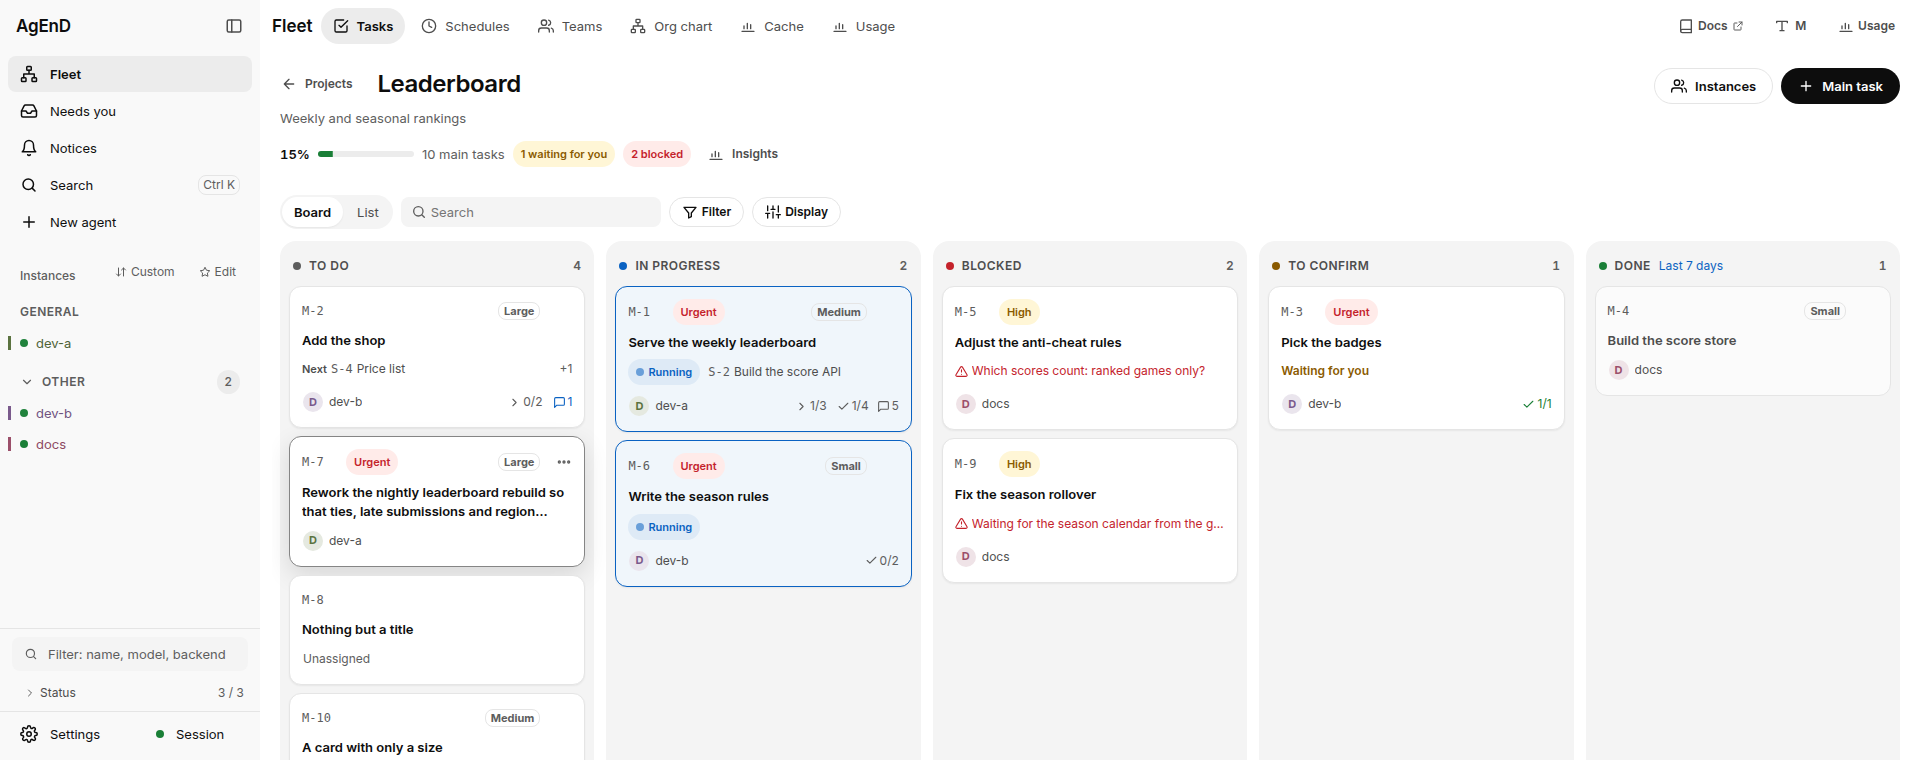 AgEnD
Fleet
Needs you
Notices
Search
Ctrl K
New agent
Instances
Custom
Edit
GENERAL
dev-a
OTHER
2
dev-b
docs
Filter: name, model, backend
Status
3 / 3
Settings
Session
Fleet
Tasks
Schedules
Teams
Org chart
Cache
Usage
Docs
M
Usage
Projects
Leaderboard
Instances
Main task
Weekly and seasonal rankings
15%
10 main tasks
1 waiting for you
2 blocked
Insights
Board
List
Search
Filter
Display
TO DO
4
M-2
Large
Add the shop
Next S-4 Price list
+1
D
dev-b
0/2
1
M-7
Urgent
Large
Rework the nightly leaderboard rebuild so
that ties, late submissions and region...
D
dev-a
M-8
Nothing but a title
Unassigned
M-10
Medium
A card with only a size
IN PROGRESS
2
M-1
Urgent
Medium
Serve the weekly leaderboard
Running
S-2 Build the score API
D
dev-a
1/3
1/4
5
M-6
Urgent
Small
Write the season rules
Running
D
dev-b
0/2
BLOCKED
2
M-5
High
Adjust the anti-cheat rules
Which scores count: ranked games only?
D
docs
M-9
High
Fix the season rollover
Waiting for the season calendar from the g...
D
docs
TO CONFIRM
1
M-3
Urgent
Pick the badges
Waiting for you
D
dev-b
1/1
DONE
Last 7 days
1
M-4
Small
Build the score store
D
docs